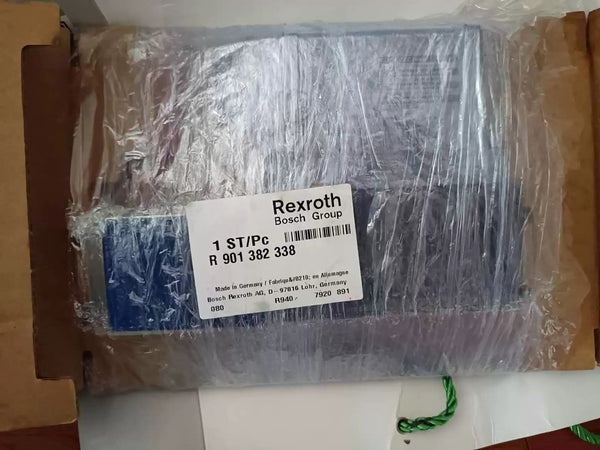 Rexroth
Bosch Group
1 ST/Pc
R 901 382 338
Made in Germany / Fabriqu&#8210; en Allemagne
Bosch Rexroth AG, D-97816 Lohr, Germany
080 R940- 7920 891